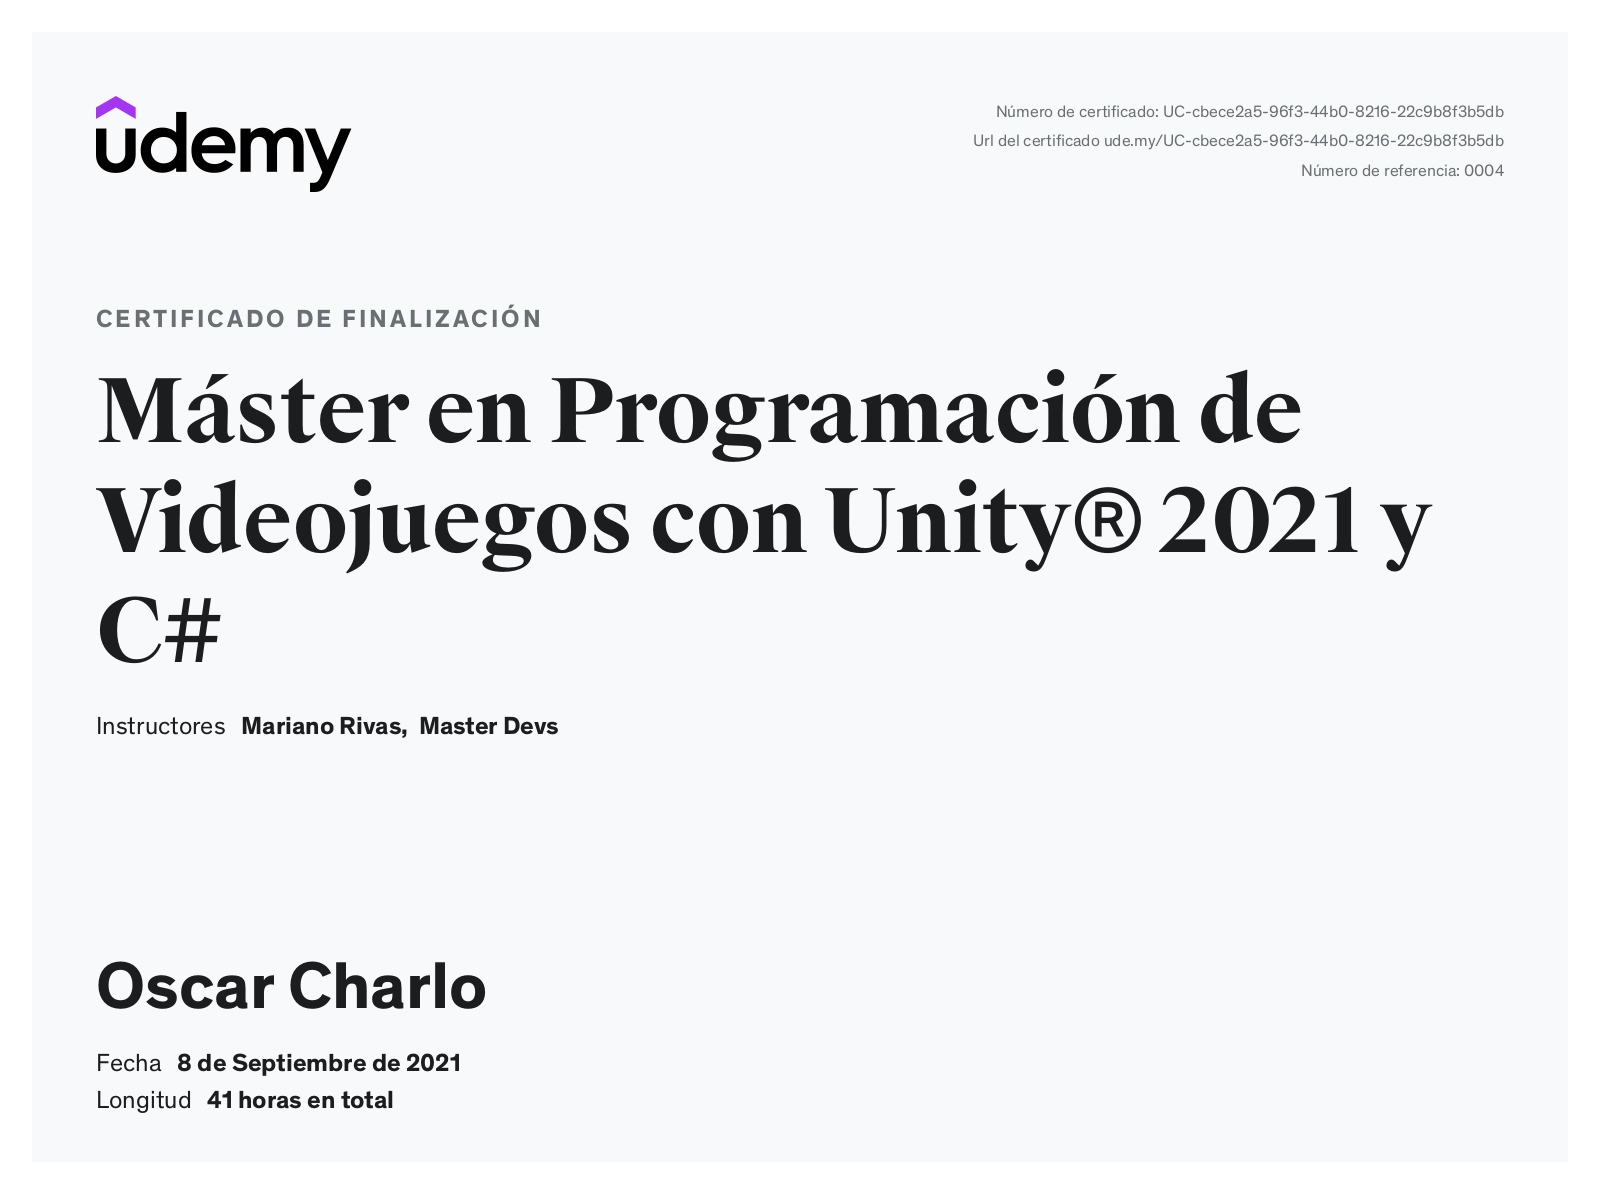 udemy
Número de certificado: UC-cbece2a5-96f3-44b0-8216-22c9b8f3b5db
Url del certificado ude.my/UC-cbece2a5-96f3-44b0-8216-22c9b8f3b5db
Número de referencia: 0004
CERTIFICADO DE FINALIZACIÓN
Máster en Programación de
Videojuegos con Unity® 2021 y
C#
Instructores Mariano Rivas, Master Devs
Oscar Charlo
Fecha 8 de Septiembre de 2021
Longitud 41 horas en total